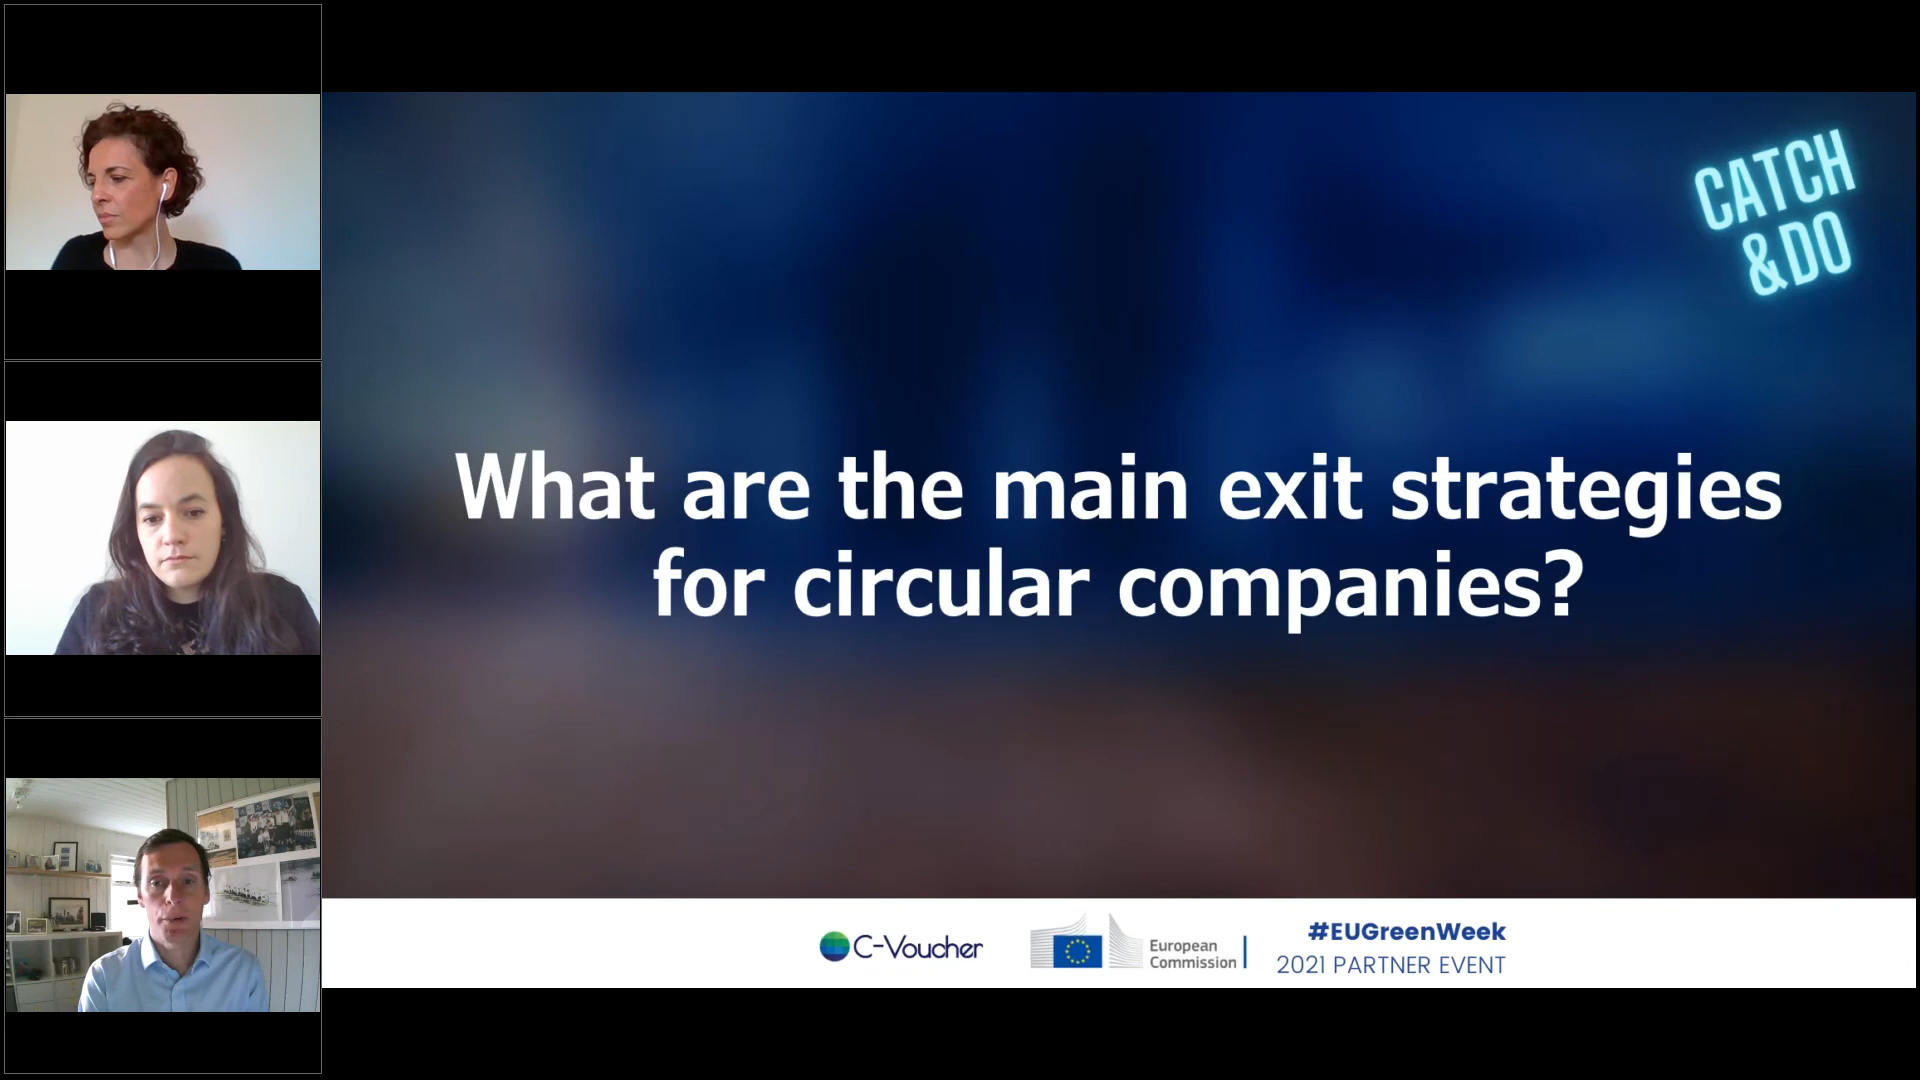 CATCH
&DO
What are the main exit strategies
for circular companies?
C-Voucher
European
Commission
#EUGreenWeek
2021 PARTNER EVENT